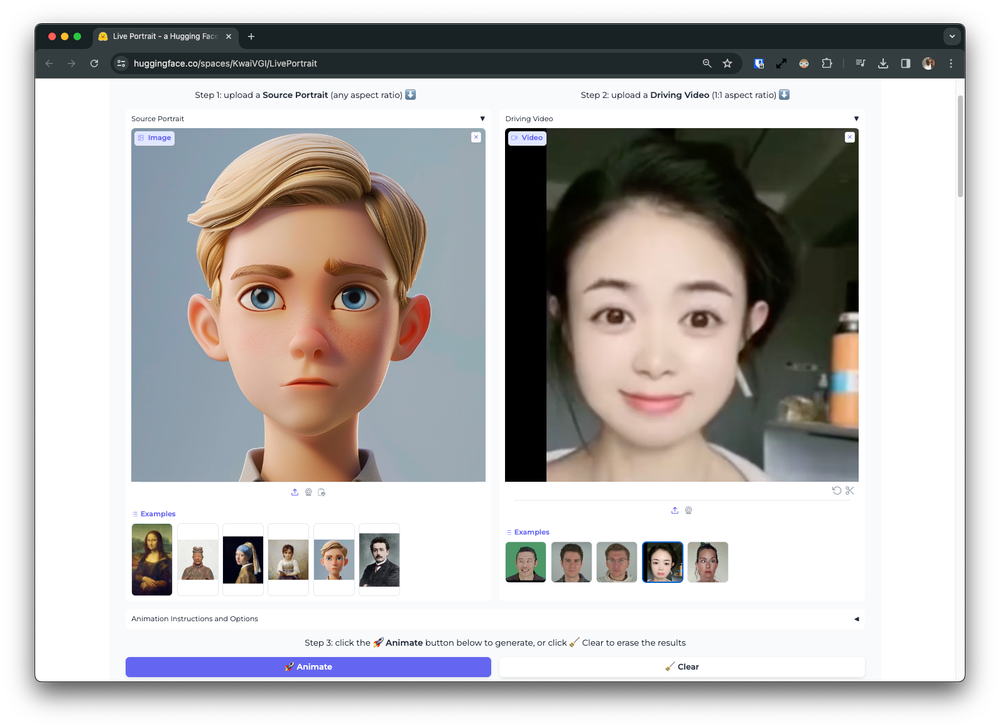 Live Portrait - a Hugging Face
huggingface.co/spaces/KwaiVGI/LivePortrait
Step 1: upload a Source Portrait (any aspect ratio) ⬇️
Step 2: upload a Driving Video (1:1 aspect ratio) ⬇️
Source Portrait ▼
Driving Video ▼
Image
Video
Examples
Examples
Animation Instructions and Options ◀
Step 3: click the 🚀 Animate button below to generate, or click 🧹 Clear to erase the results
🚀 Animate
🧹 Clear